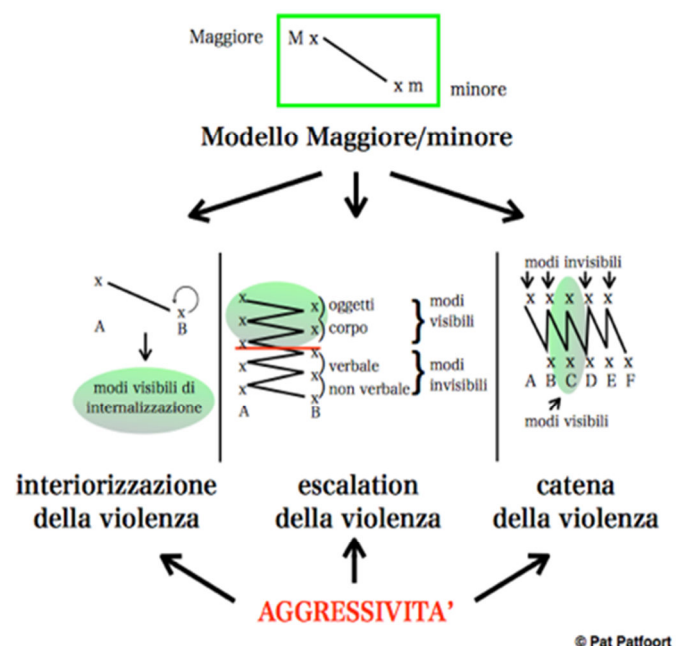 Maggiore
M x
x m
minore
Modello Maggiore/minore
x
x
A
B
modi visibili di
internalizzazione
x
x
x
x
x
x) oggetti
x) corpo
x
x) verbale
x) non verbale
x
} modi
visibili
} modi
invisibili
A
B
modi invisibili
x x x x x
x x x x x
A B C D E F
modi visibili
interiorizzazione
della violenza
escalation
della violenza
catena
della violenza
AGGRESSIVITA'
© Pat Patfoort